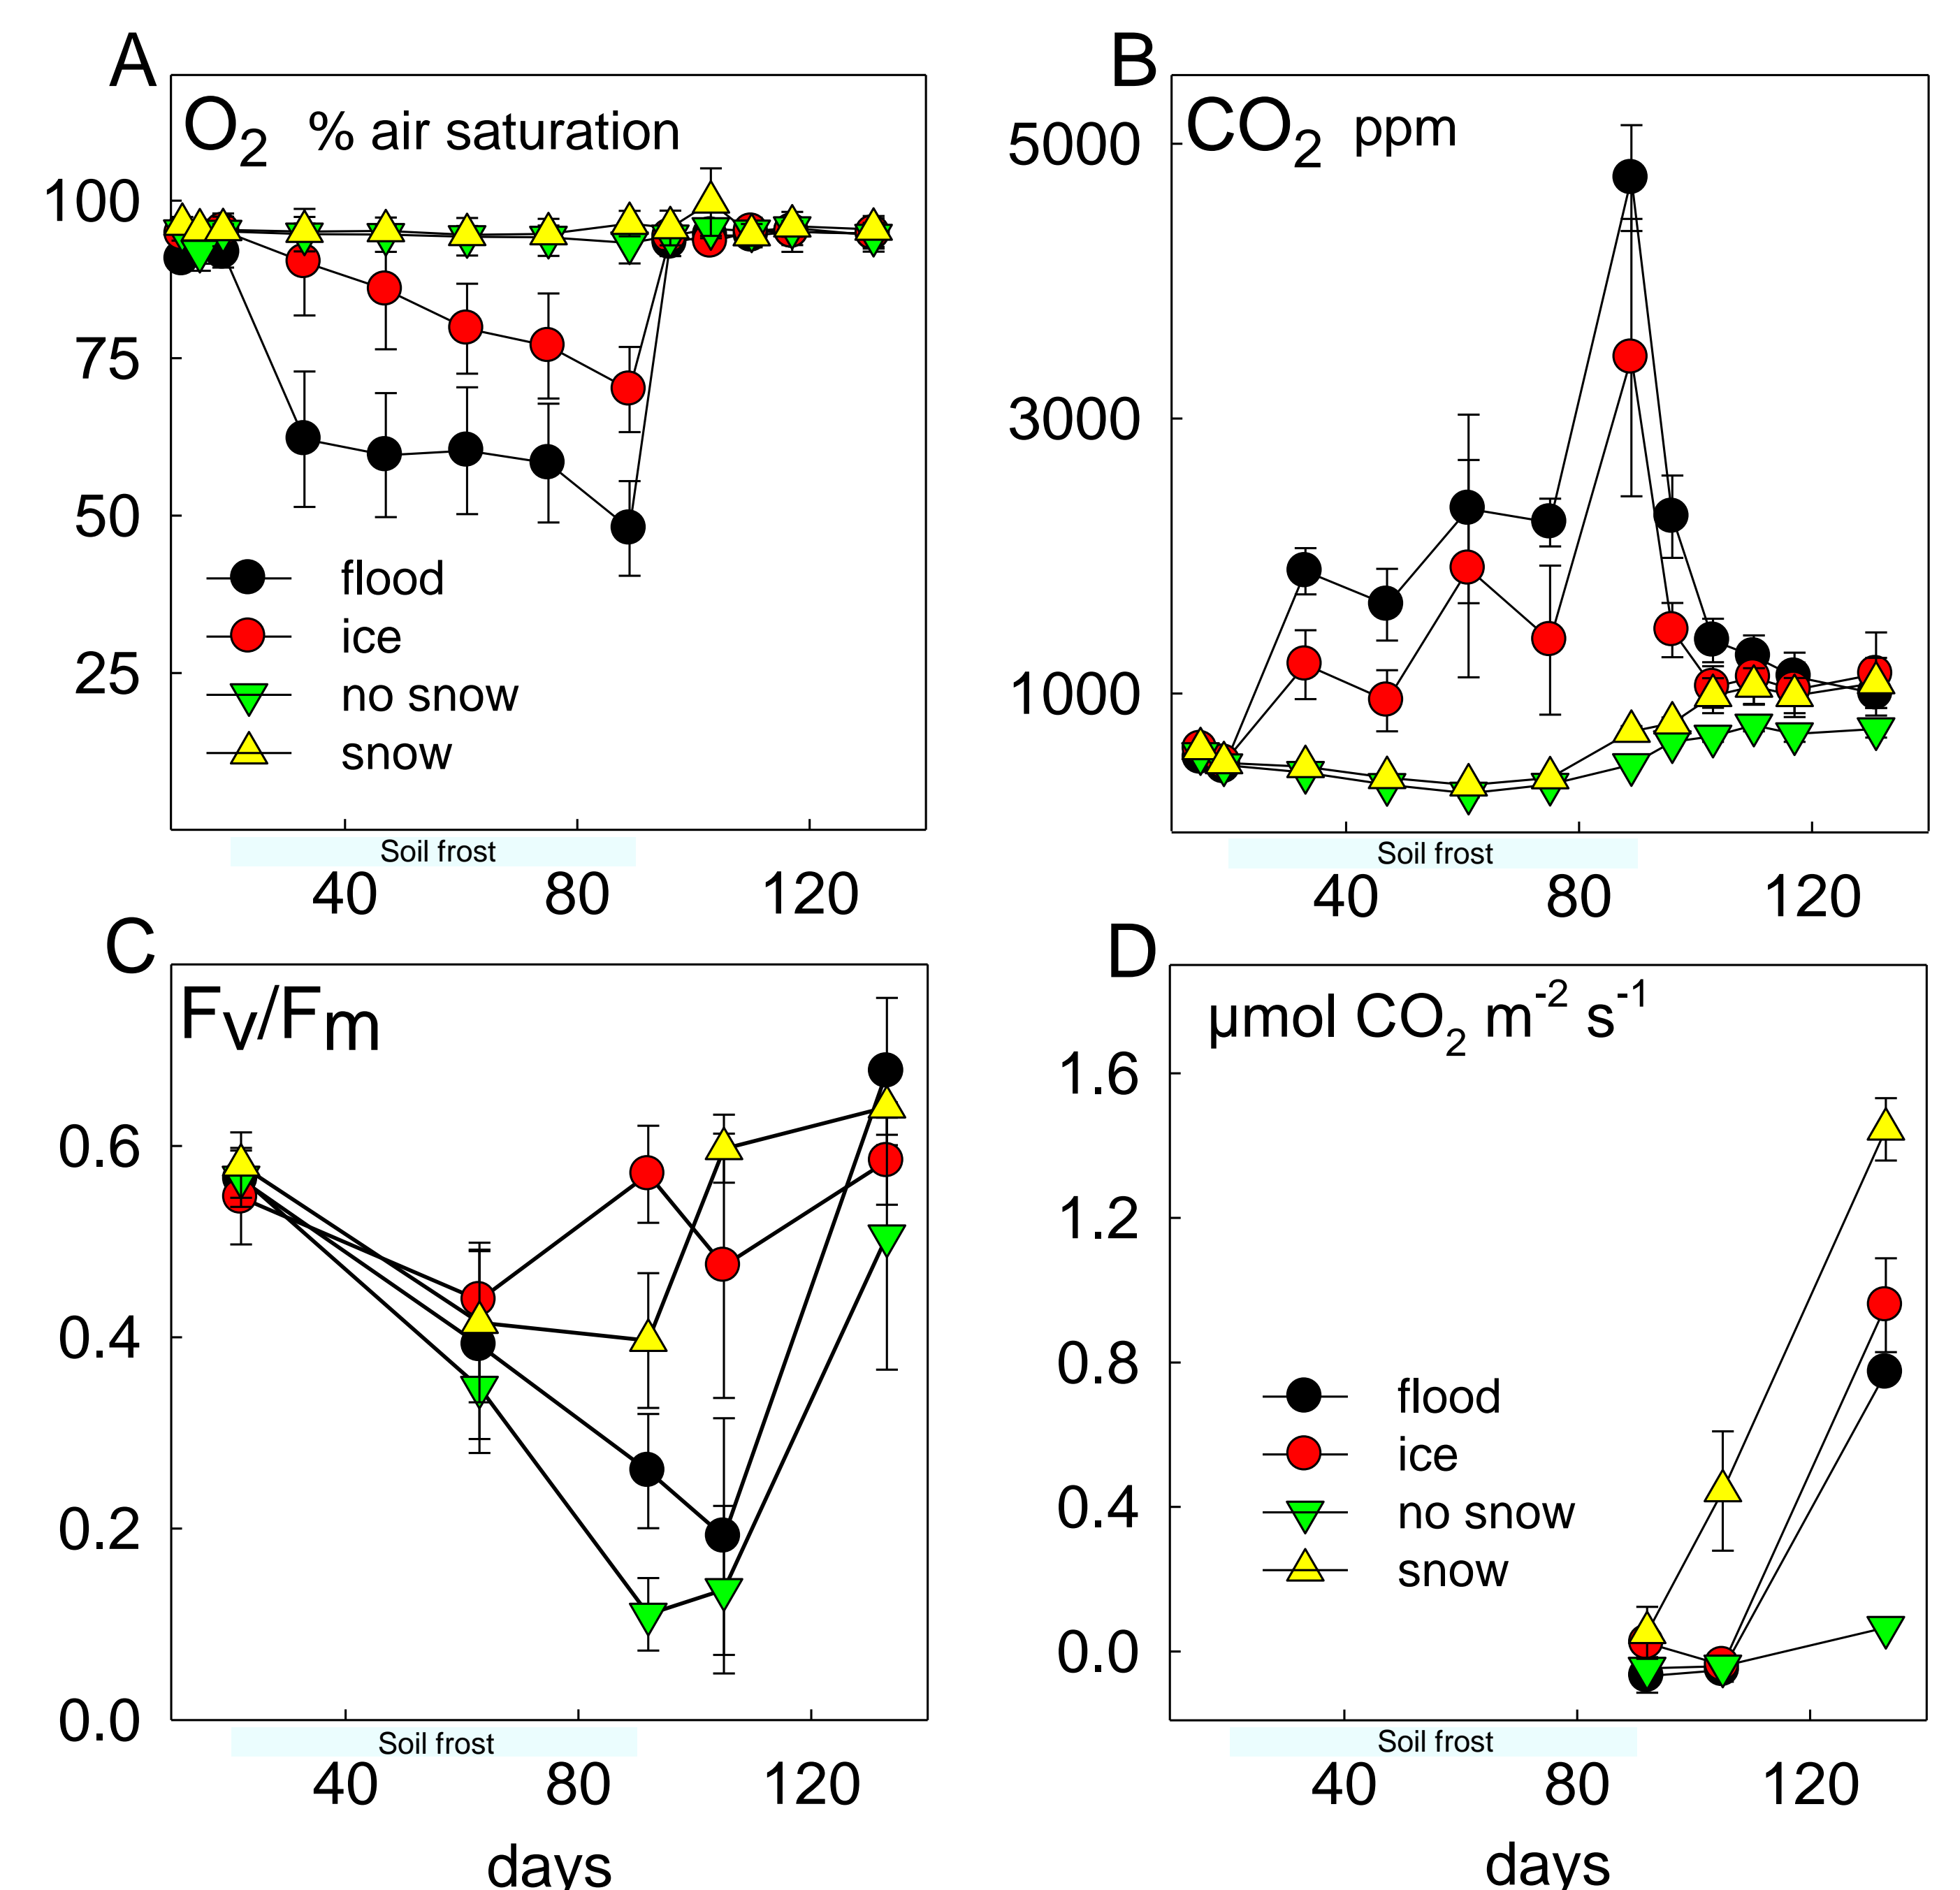 A
O2 % air saturation
100
75
50
25
flood
ice
no snow
snow
Soil frost
40 80 120
B
CO2 ppm
5000
3000
1000
Soil frost
40 80 120
C
Fv/Fm
0.6
0.4
0.2
0.0
Soil frost
40 80 120
days
D
µmol CO2 m-2 s-1
1.6
1.2
0.8
0.4
0.0
flood
ice
no snow
snow
Soil frost
40 80 120
days